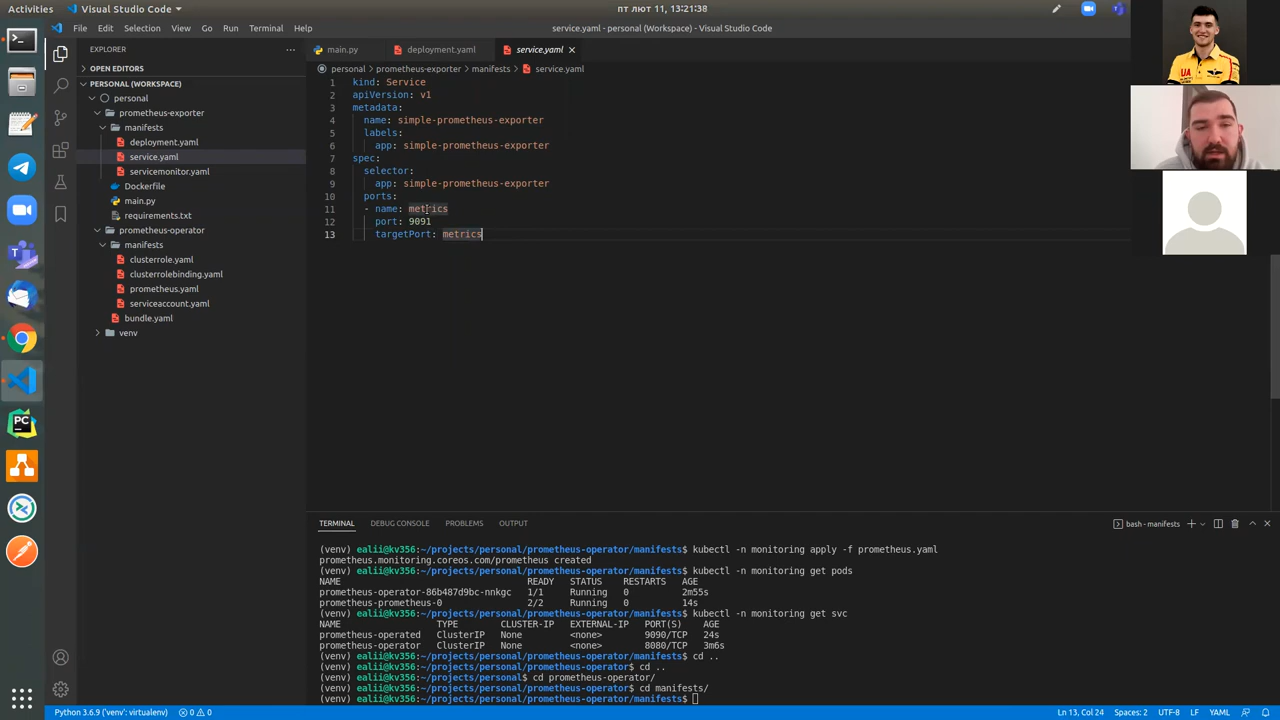 Activities
Visual Studio Code
пт лют 11, 13:21:38
File Edit Selection View Go Run Terminal Help
service.yaml - personal (Workspace) - Visual Studio Code
EXPLORER
OPEN EDITORS
PERSONAL (WORKSPACE)
personal
prometheus-exporter
manifests
deployment.yaml
service.yaml
servicemonitor.yaml
Dockerfile
main.py
requirements.txt
prometheus-operator
manifests
clusterrole.yaml
clusterrolebinding.yaml
prometheus.yaml
serviceaccount.yaml
bundle.yaml
venv
main.py deployment.yaml service.yaml
personal > prometheus-exporter > manifests > service.yaml
1 kind: Service
2 apiVersion: v1
3 metadata:
4 name: simple-prometheus-exporter
5 labels:
6 app: simple-prometheus-exporter
7 spec:
8 selector:
9 app: simple-prometheus-exporter
10 ports:
11 - name: metrics
12 port: 9091
13 targetPort: metrics
TERMINAL DEBUG CONSOLE PROBLEMS OUTPUT
bash - manifests
(venv) ealii@kv356:~/projects/personal/prometheus-operator/manifests$ kubectl -n monitoring apply -f prometheus.yaml
prometheus.monitoring.coreos.com/prometheus created
(venv) ealii@kv356:~/projects/personal/prometheus-operator/manifests$ kubectl -n monitoring get pods
NAME READY STATUS RESTARTS AGE
prometheus-operator-86b487d9bc-nnkgc 1/1 Running 0 2m55s
prometheus-prometheus-0 2/2 Running 0 14s
(venv) ealii@kv356:~/projects/personal/prometheus-operator/manifests$ kubectl -n monitoring get svc
NAME TYPE CLUSTER-IP EXTERNAL-IP PORT(S) AGE
prometheus-operated ClusterIP None <none> 9090/TCP 24s
prometheus-operator ClusterIP None <none> 8080/TCP 3m6s
(venv) ealii@kv356:~/projects/personal/prometheus-operator/manifests$ cd ..
(venv) ealii@kv356:~/projects/personal/prometheus-operator$ cd ..
(venv) ealii@kv356:~/projects/personal$ cd prometheus-operator/
(venv) ealii@kv356:~/projects/personal/prometheus-operator$ cd manifests/
(venv) ealii@kv356:~/projects/personal/prometheus-operator/manifests$
Python 3.6.9 ('venv': virtualenv) 0 0
Ln 13, Col 24 Spaces: 2 UTF-8 LF YAML